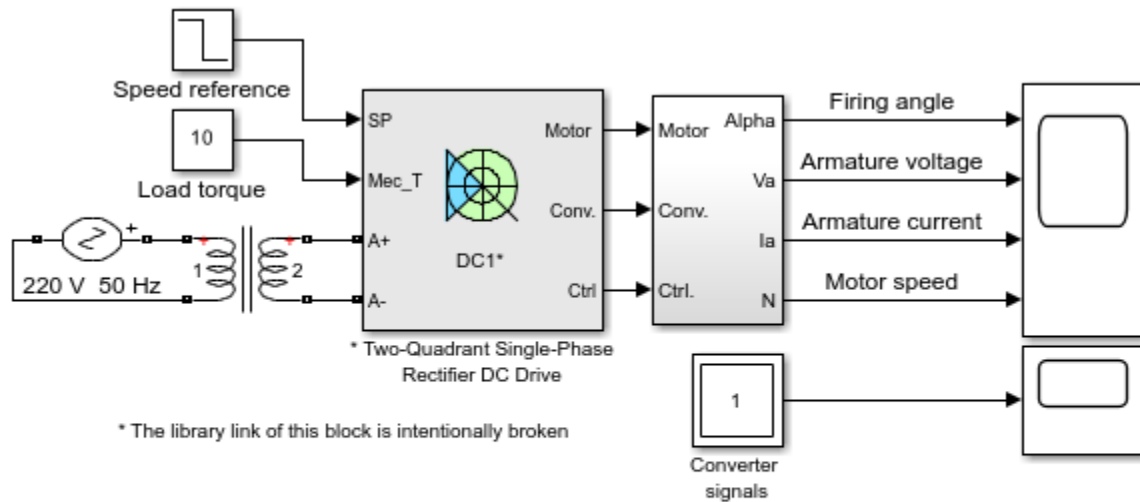 Speed reference
10
Load torque
220 V  50 Hz
+
1
2
SP
Mec_T
A+
A-
Motor
Conv.
Ctrl
DC1*
* Two-Quadrant Single-Phase
Rectifier DC Drive
Motor
Conv.
Ctrl.
Alpha
Va
Ia
N
Firing angle
Armature voltage
Armature current
Motor speed
1
Converter
signals
* The library link of this block is intentionally broken